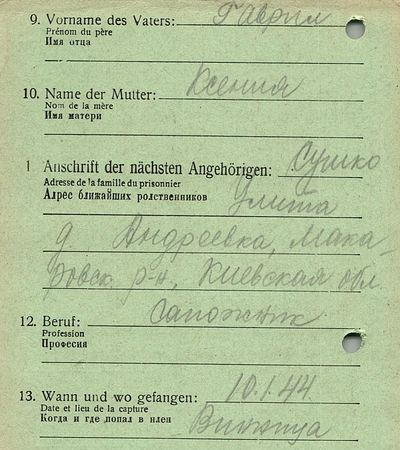 9. Vorname des Vaters: Гаврил
Prénom du père
Имя отца
10. Name der Mutter: Ксения
Nom de la mère
Имя матери
1 Anschrift der nächsten Angehörigen: Сушко
Adresse de la famille du prisonnier
Адрес ближайших родственников Улита
д. Андреевка, Мака-
ровск. р-н., Киевская обл
12. Beruf: Сапожник
Profession
Професия
13. Wann und wo gefangen: 10.1.44.
Date et lieu de la capture
Когда и где попал в плен Винница